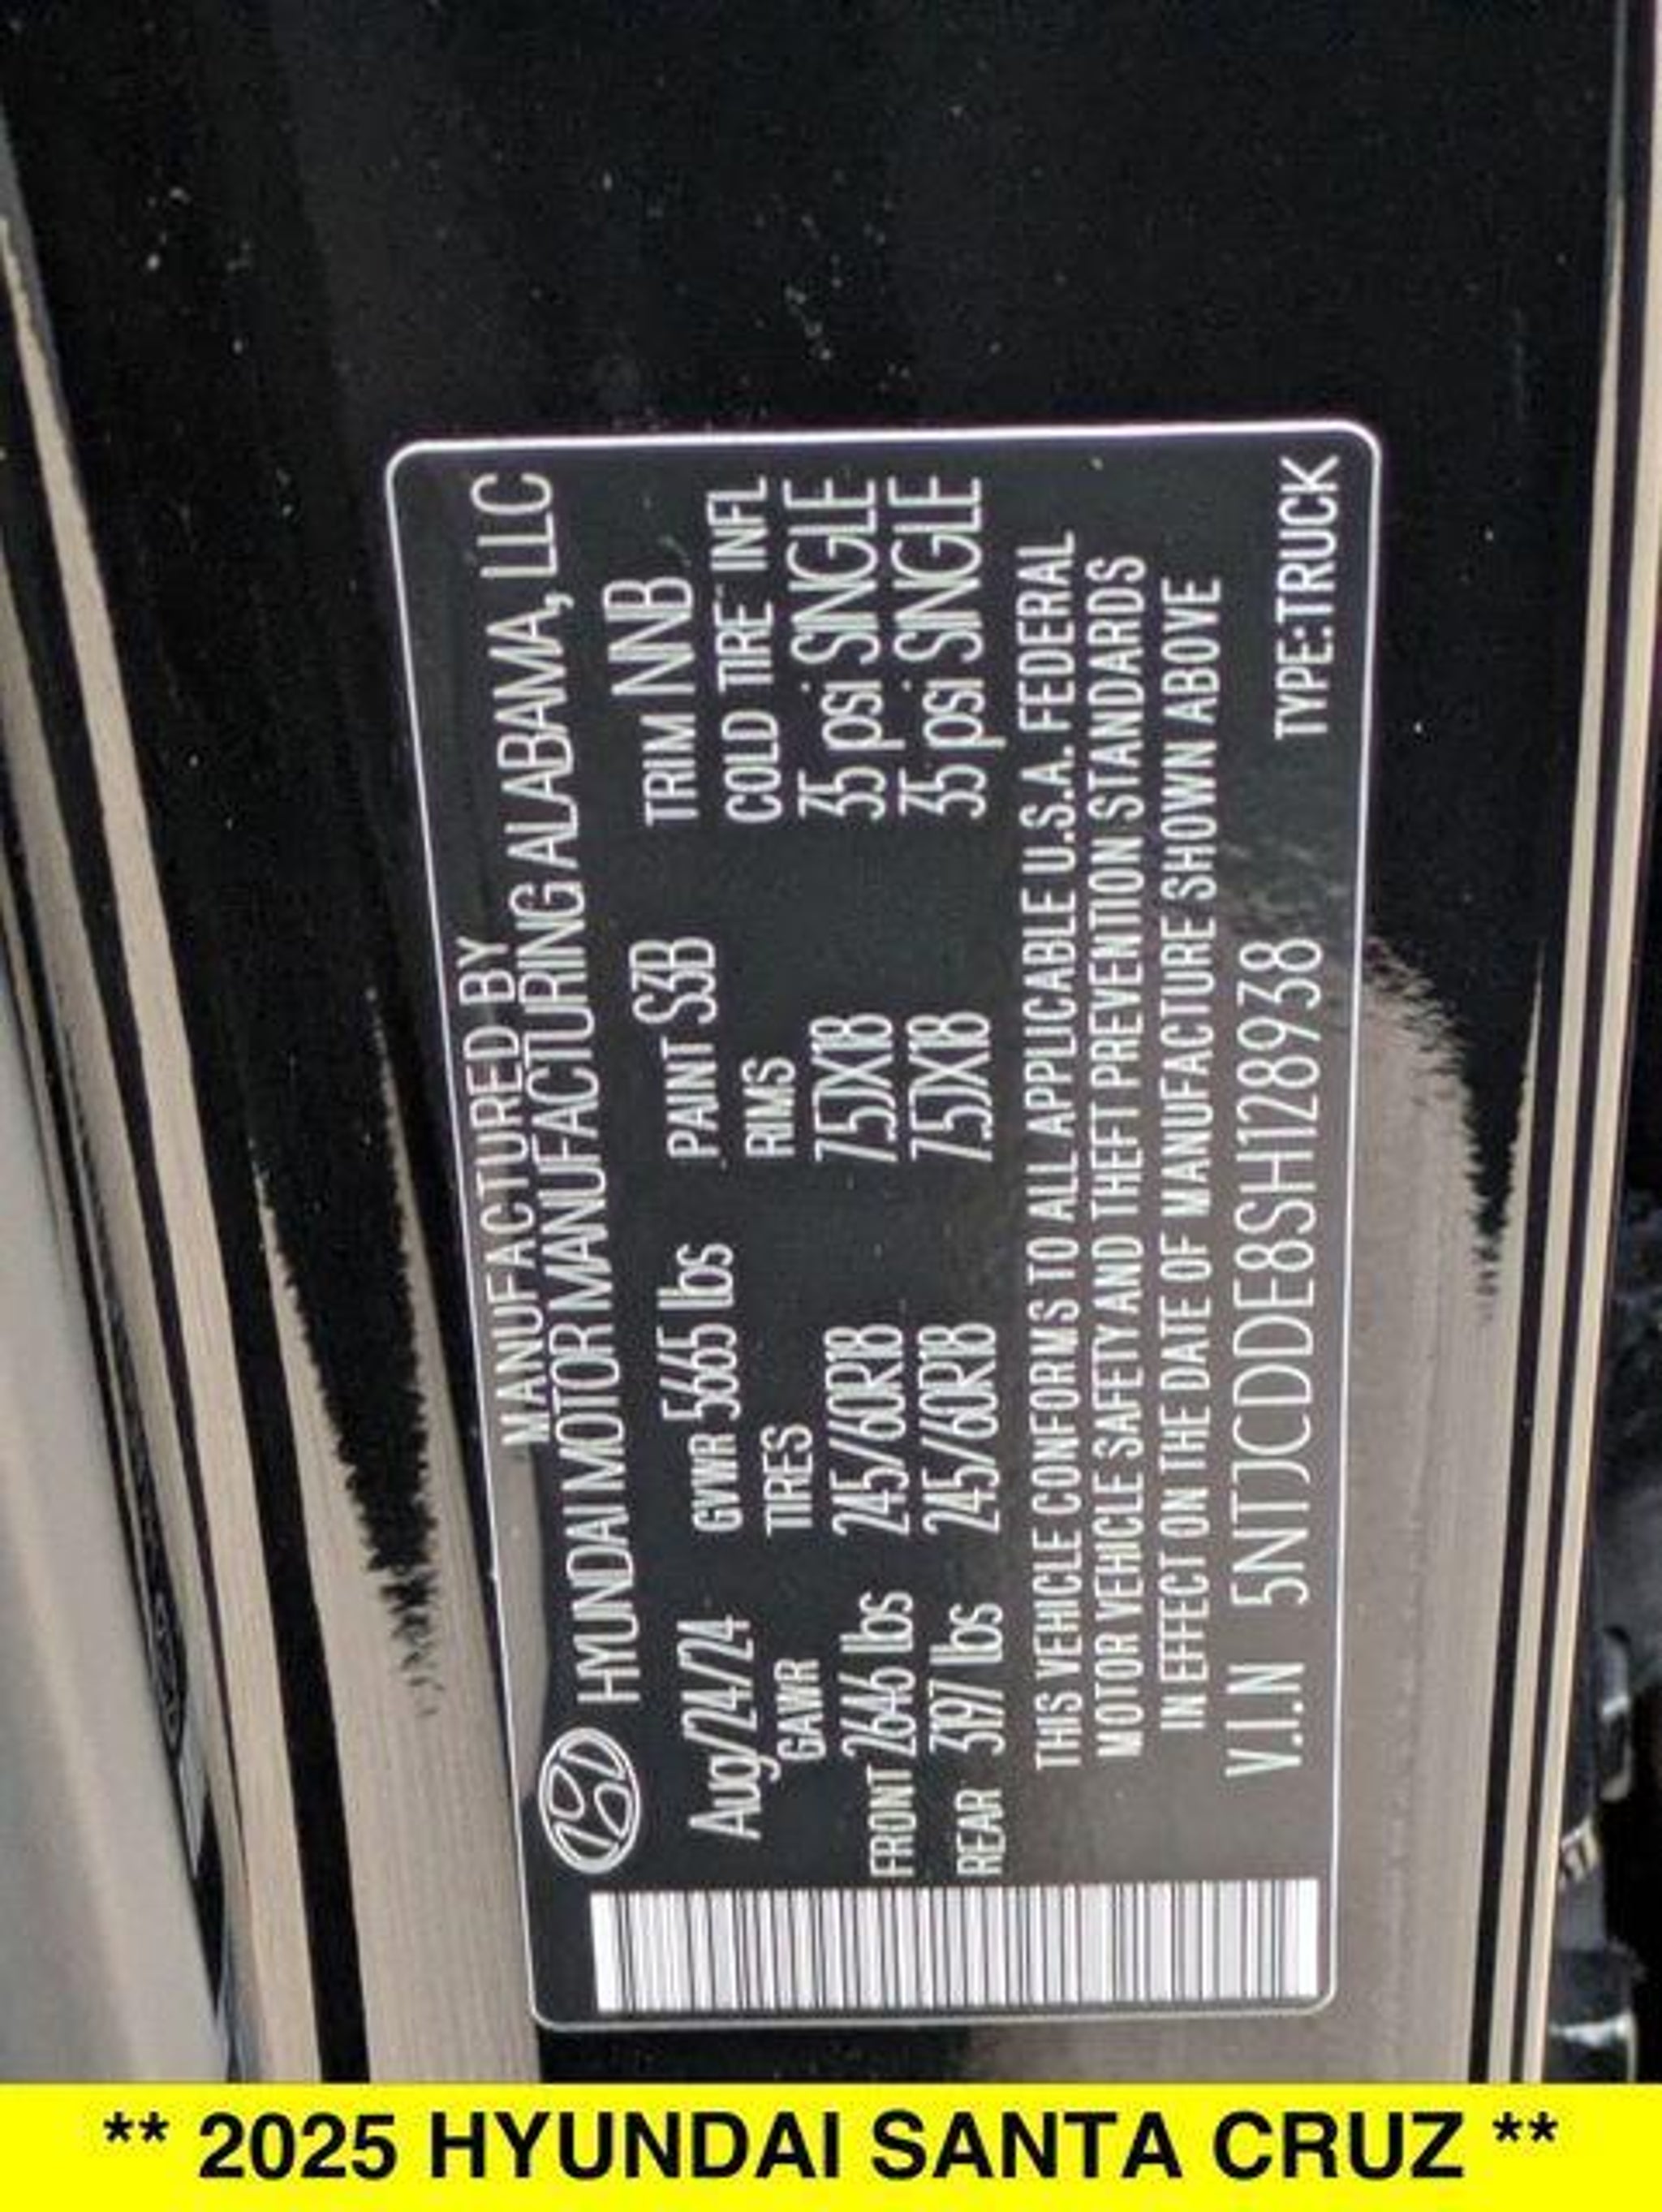 MANUFACTURED BY
HYUNDAI MOTOR MANUFACTURING ALABAMA, LLC
Aug/24/24 GVWR 5665 lbs PAINT S3B TRIM NNB
GAWR TIRES RIMS COLD TIRE INFL
FRONT 2646 lbs 245/60R18 7.5JX18 35 psi SINGLE
REAR 3197 lbs 245/60R18 7.5JX18 35 psi SINGLE
THIS VEHICLE CONFORMS TO ALL APPLICABLE U.S.A. FEDERAL
MOTOR VEHICLE SAFETY AND THEFT PREVENTION STANDARDS
IN EFFECT ON THE DATE OF MANUFACTURE SHOWN ABOVE
V.I.N 5NTJCDDE8SH128938 TYPE:TRUCK
** 2025 HYUNDAI SANTA CRUZ **